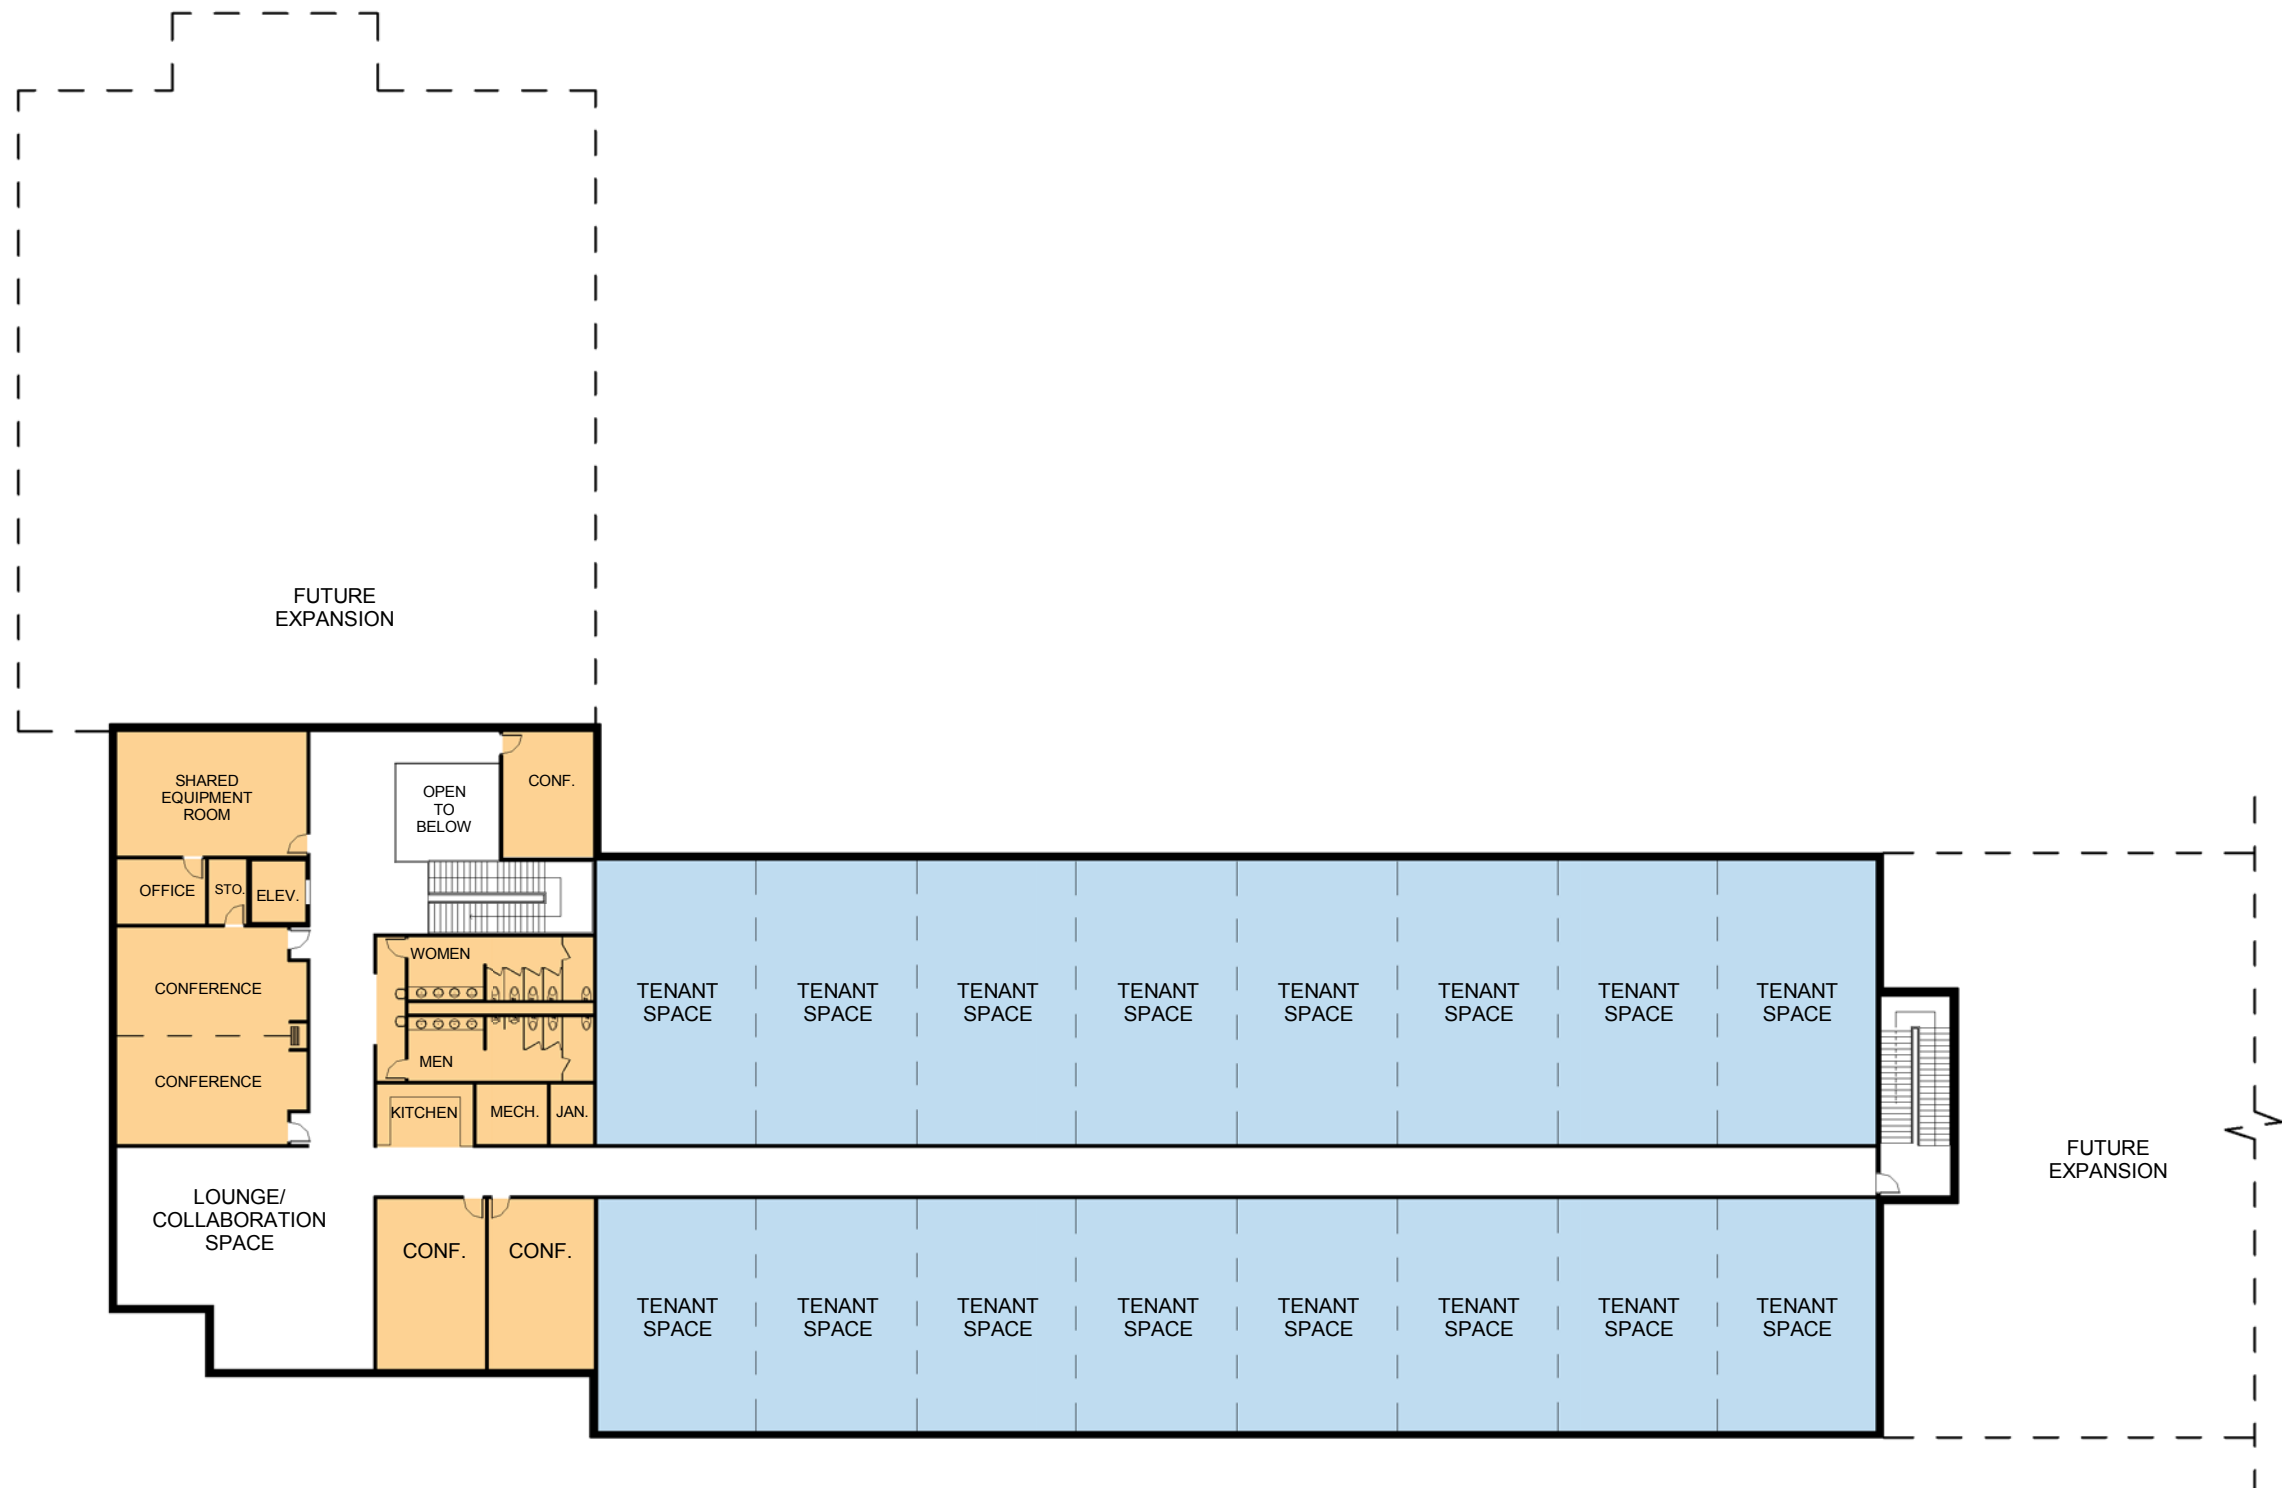 FUTURE
EXPANSION
SHARED
EQUIPMENT
ROOM
OPEN
TO
BELOW
CONF.
OFFICE
STO.
ELEV.
WOMEN
CONFERENCE
CONFERENCE
MEN
KITCHEN
MECH.
JAN.
TENANT
SPACE
TENANT
SPACE
TENANT
SPACE
TENANT
SPACE
TENANT
SPACE
TENANT
SPACE
TENANT
SPACE
TENANT
SPACE
FUTURE
EXPANSION
LOUNGE/
COLLABORATION
SPACE
CONF.
CONF.
TENANT
SPACE
TENANT
SPACE
TENANT
SPACE
TENANT
SPACE
TENANT
SPACE
TENANT
SPACE
TENANT
SPACE
TENANT
SPACE